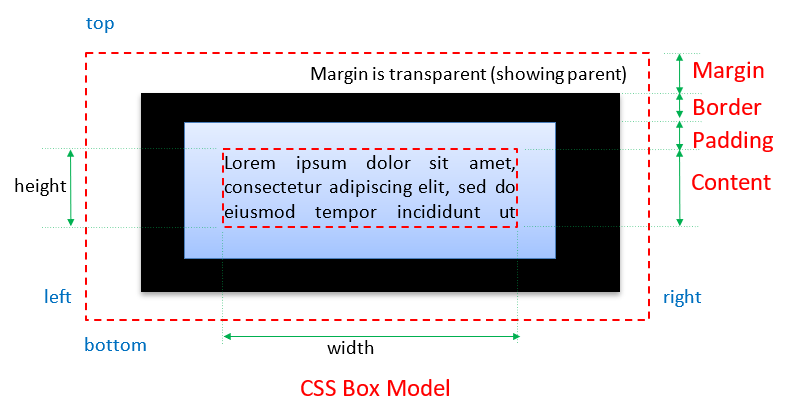 top
Margin is transparent (showing parent)
Margin
Border
Padding
Content
height
Lorem ipsum dolor sit amet,
consectetur adipiscing elit, sed do
eiusmod tempor incididunt ut
left
right
bottom
width
CSS Box Model